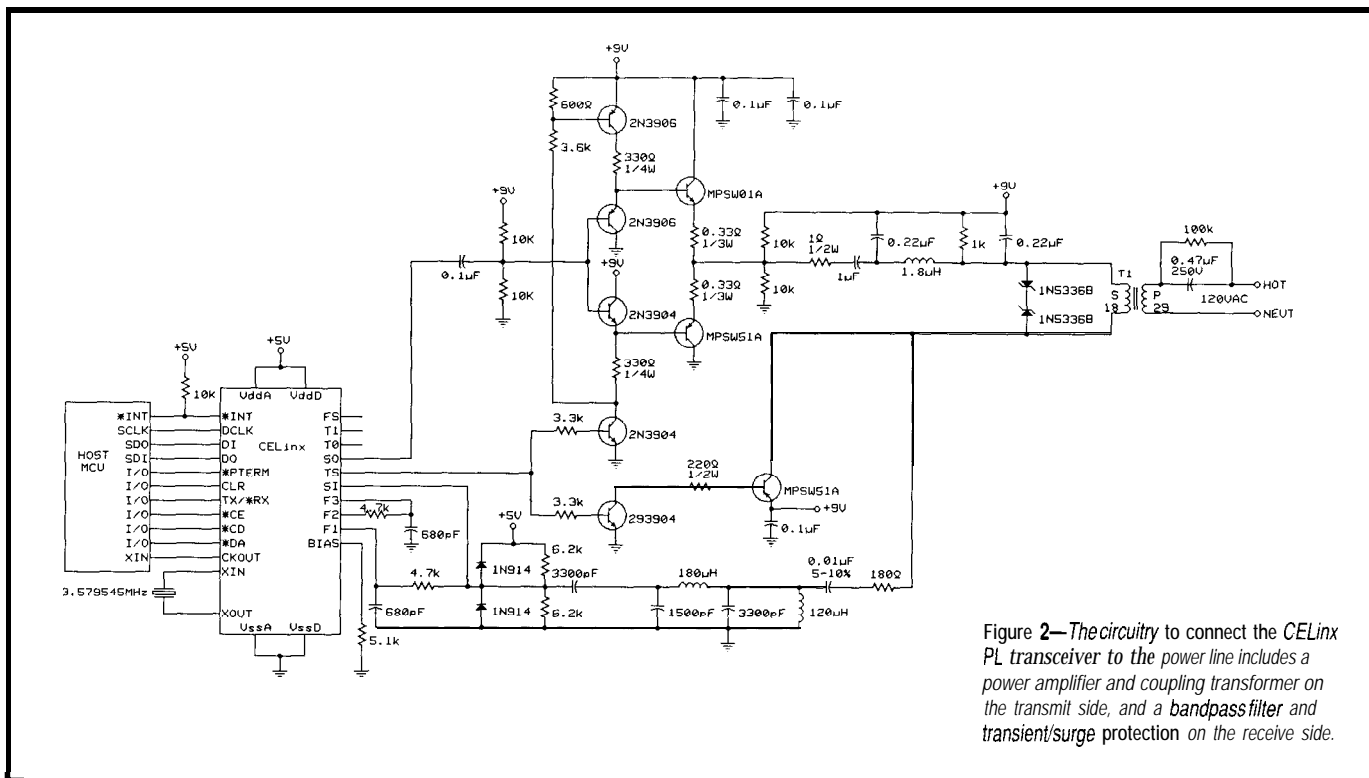 +9V
600Ω
2N3906
0.1µF
0.1µF
3.6k
330Ω
1/4W
MPSW01A
+9V
2N3906
+9V
10k
0.33Ω
1/3W
10k
1Ω
1/2W
0.22µF
1k
0.22µF
100k
0.1µF
+9V
1µF
1.8µH
0.47µF
250V
T1
10k
0.33Ω
1/3W
10k
1N5336B
S
P
120VAC
HOT
2N3904
18
29
1N5336B
NEUT
MPSW51A
+5V
+5V
330Ω
1/4W
10k
VddA VddD
*INT
*INT
FS
SCLK
DCLK
T1
3.3k
2N3904
SDO
DI
CELinx
T0
HOST
MCU
SDI
DO
SO
I/O
*PTERM
TS
220Ω
1/2W
I/O
CLR
SI
MPSW51A
I/O
TX/*RX
F3
3.3k
I/O
*CE
F2
4.7k
+9V
I/O
*CD
F1
680pF
293904
0.1µF
I/O
*DA
BIAS
+5V
XIN
CKOUT
6.2k
0.01µF
5-10%
XIN
4.7k
1N914
3300pF
180µH
180Ω
3.579545MHz
XOUT
680pF
1N914
6.2k
1500pF
3300pF
120µH
VssA VssD
5.1k
Figure 2—The circuitry to connect the CELinx
PL transceiver to the power line includes a
power amplifier and coupling transformer on
the transmit side, and a bandpass filter and
transient/surge protection on the receive side.